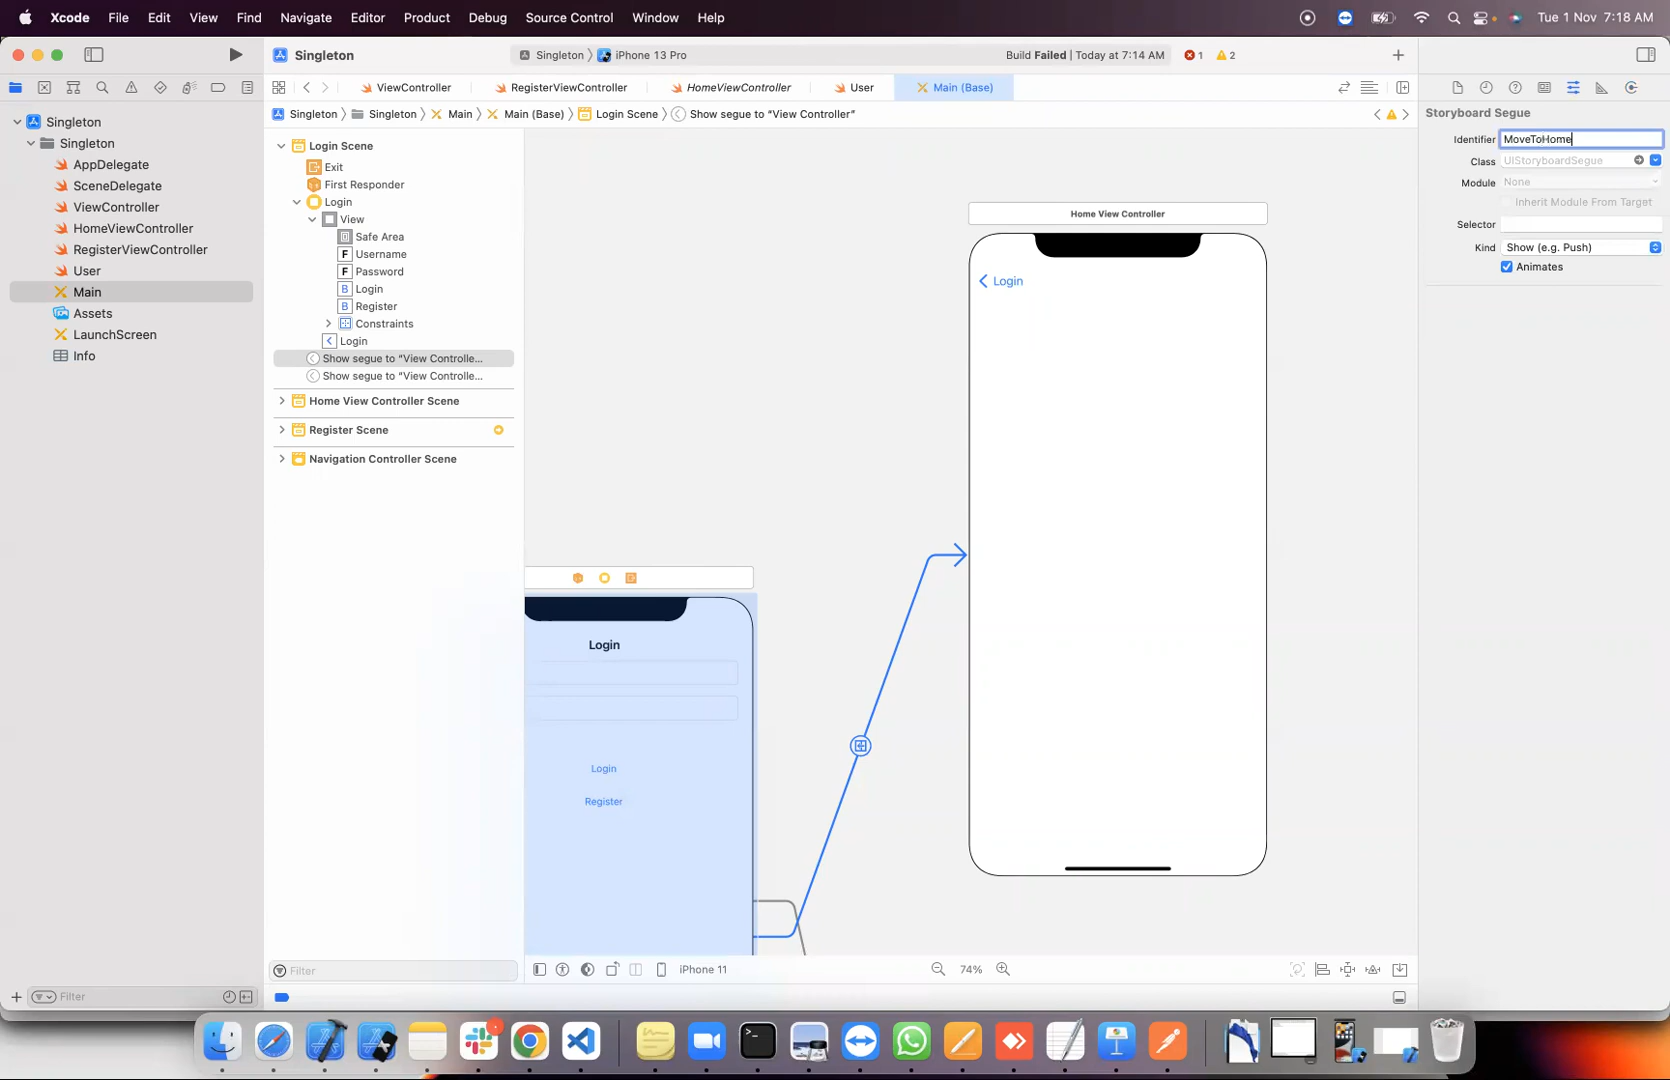 Xcode File Edit View Find Navigate Editor Product Debug Source Control Window Help Tue 1 Nov 7:18 AM
Singleton Singleton iPhone 13 Pro Build Failed | Today at 7:14 AM 1 2
ViewController RegisterViewController HomeViewController User Main (Base)
Singleton Singleton Main Main (Base) Login Scene Show segue to “View Controller”
Singleton
Singleton
AppDelegate
SceneDelegate
ViewController
HomeViewController
RegisterViewController
User
Main
Assets
LaunchScreen
Info
Filter
Login Scene
Exit
First Responder
Login
View
Safe Area
F Username
F Password
B Login
B Register
Constraints
Login
Show segue to “View Controlle...
Show segue to “View Controlle...
Home View Controller Scene
Register Scene
Navigation Controller Scene
Filter
Home View Controller
Login
Login
Login
Register
iPhone 11 74%
Storyboard Segue
Identifier MoveToHome
Class UIStoryboardSegue
Module None
Inherit Module From Target
Selector
Kind Show (e.g. Push)
Animates